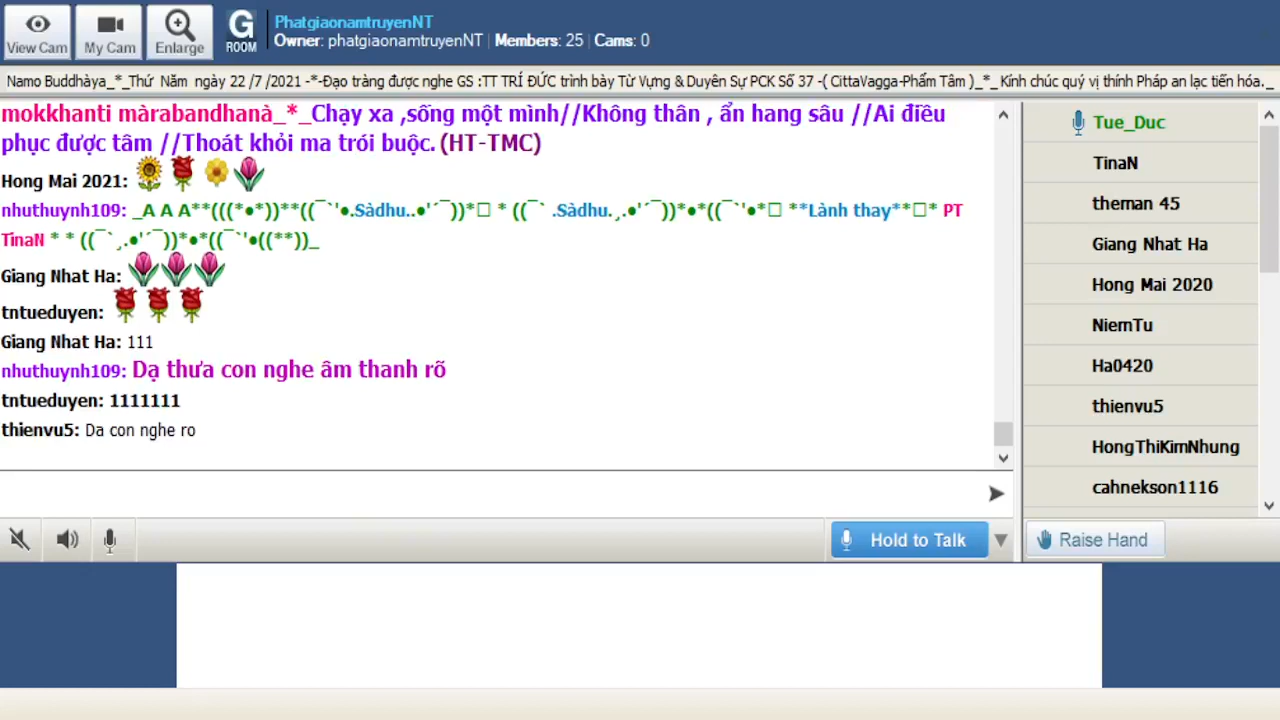 View Cam
My Cam
Enlarge
G
ROOM
PhatgiaonamtruyenNT
Owner: phatgiaonamtruyenNT | Members: 25 | Cams: 0
Namo Buddhàya_*_Thứ Năm ngày 22 /7 /2021 -*-Đạo tràng được nghe GS :TT TRÍ ĐỨC trình bày Từ Vựng & Duyên Sự PCK Số 37 -( CittaVagga-Phẩm Tâm )_*_Kính chúc quý vị thính Pháp an lạc tiến hóa._
mokkhanti màrabandhanà_*_Chạy xa ,sống một mình//Không thân , ẩn hang sâu //Ai điều
phục được tâm //Thoát khỏi ma trói buộc. (HT-TMC)
Hong Mai 2021:
nhuthuynh109: _A A A**(((*●*))**((¯`'●.Sàdhu..●'´¯))*□ * ((¯` .Sàdhu.¸.●'´¯))*●*((¯`'●*□ **Lành thay**□* PT
TinaN * * ((¯`¸.●'´¯))*●*((¯`'●((**))_
Giang Nhat Ha:
tntueduyen:
Giang Nhat Ha: 111
nhuthuynh109: Dạ thưa con nghe âm thanh rõ
tntueduyen: 1111111
thienvu5: Da con nghe ro
Hold to Talk
Tue_Duc
TinaN
theman 45
Giang Nhat Ha
Hong Mai 2020
NiemTu
Ha0420
thienvu5
HongThiKimNhung
cahnekson1116
Raise Hand